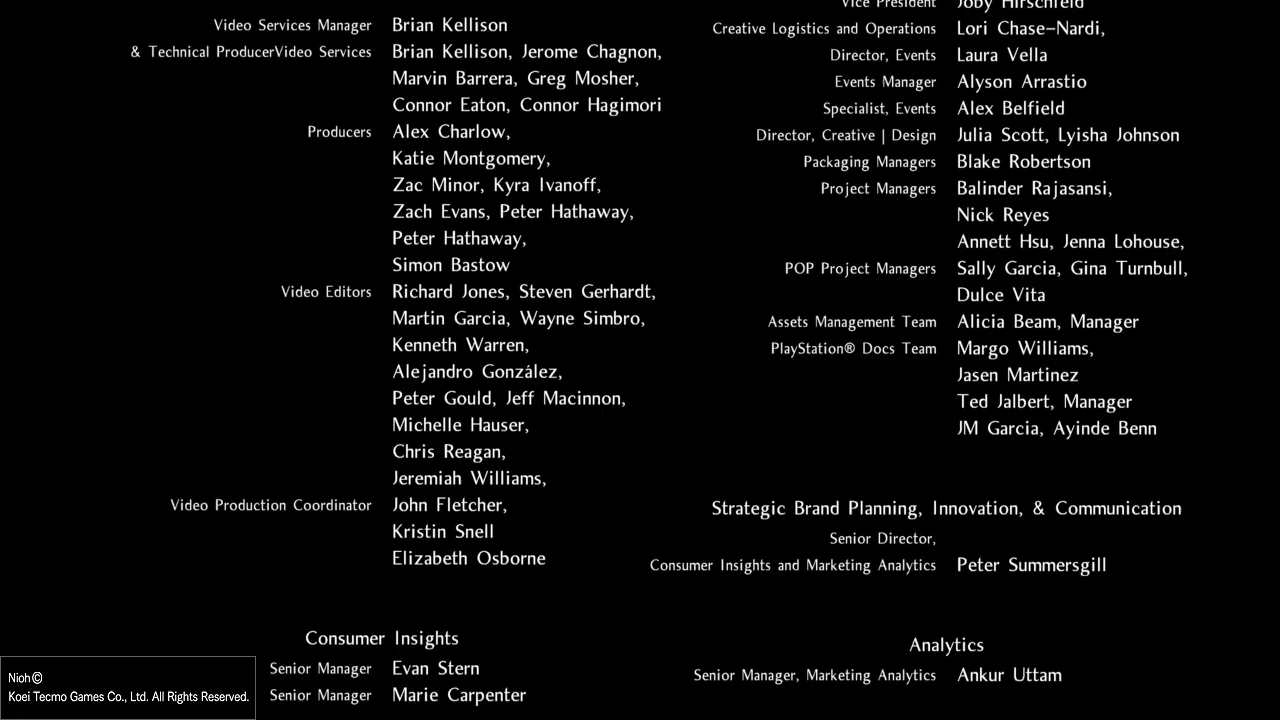 Video Services Manager Brian Kellison
& Technical ProducerVideo Services Brian Kellison, Jerome Chagnon,
Marvin Barrera, Greg Mosher,
Connor Eaton, Connor Hagimori
Producers Alex Charlow,
Katie Montgomery,
Zac Minor, Kyra Ivanoff,
Zach Evans, Peter Hathaway,
Peter Hathaway,
Simon Bastow
Video Editors Richard Jones, Steven Gerhardt,
Martin Garcia, Wayne Simbro,
Kenneth Warren,
Alejandro González,
Peter Gould, Jeff Macinnon,
Michelle Hauser,
Chris Reagan,
Jeremiah Williams,
Video Production Coordinator John Fletcher,
Kristin Snell
Elizabeth Osborne
Consumer Insights
Senior Manager Evan Stern
Senior Manager Marie Carpenter
Vice President Joby Hirschfeld
Creative Logistics and Operations Lori Chase-Nardi,
Director, Events Laura Vella
Events Manager Alyson Arrastio
Specialist, Events Alex Belfield
Director, Creative | Design Julia Scott, Lyisha Johnson
Packaging Managers Blake Robertson
Project Managers Balinder Rajasansi,
Nick Reyes
Annett Hsu, Jenna Lohouse,
POP Project Managers Sally Garcia, Gina Turnbull,
Dulce Vita
Assets Management Team Alicia Beam, Manager
PlayStation® Docs Team Margo Williams,
Jasen Martinez
Ted Jalbert, Manager
JM Garcia, Ayinde Benn
Strategic Brand Planning, Innovation, & Communication
Senior Director,
Consumer Insights and Marketing Analytics Peter Summersgill
Analytics
Senior Manager, Marketing Analytics Ankur Uttam
Nioh©
Koei Tecmo Games Co., Ltd. All Rights Reserved.